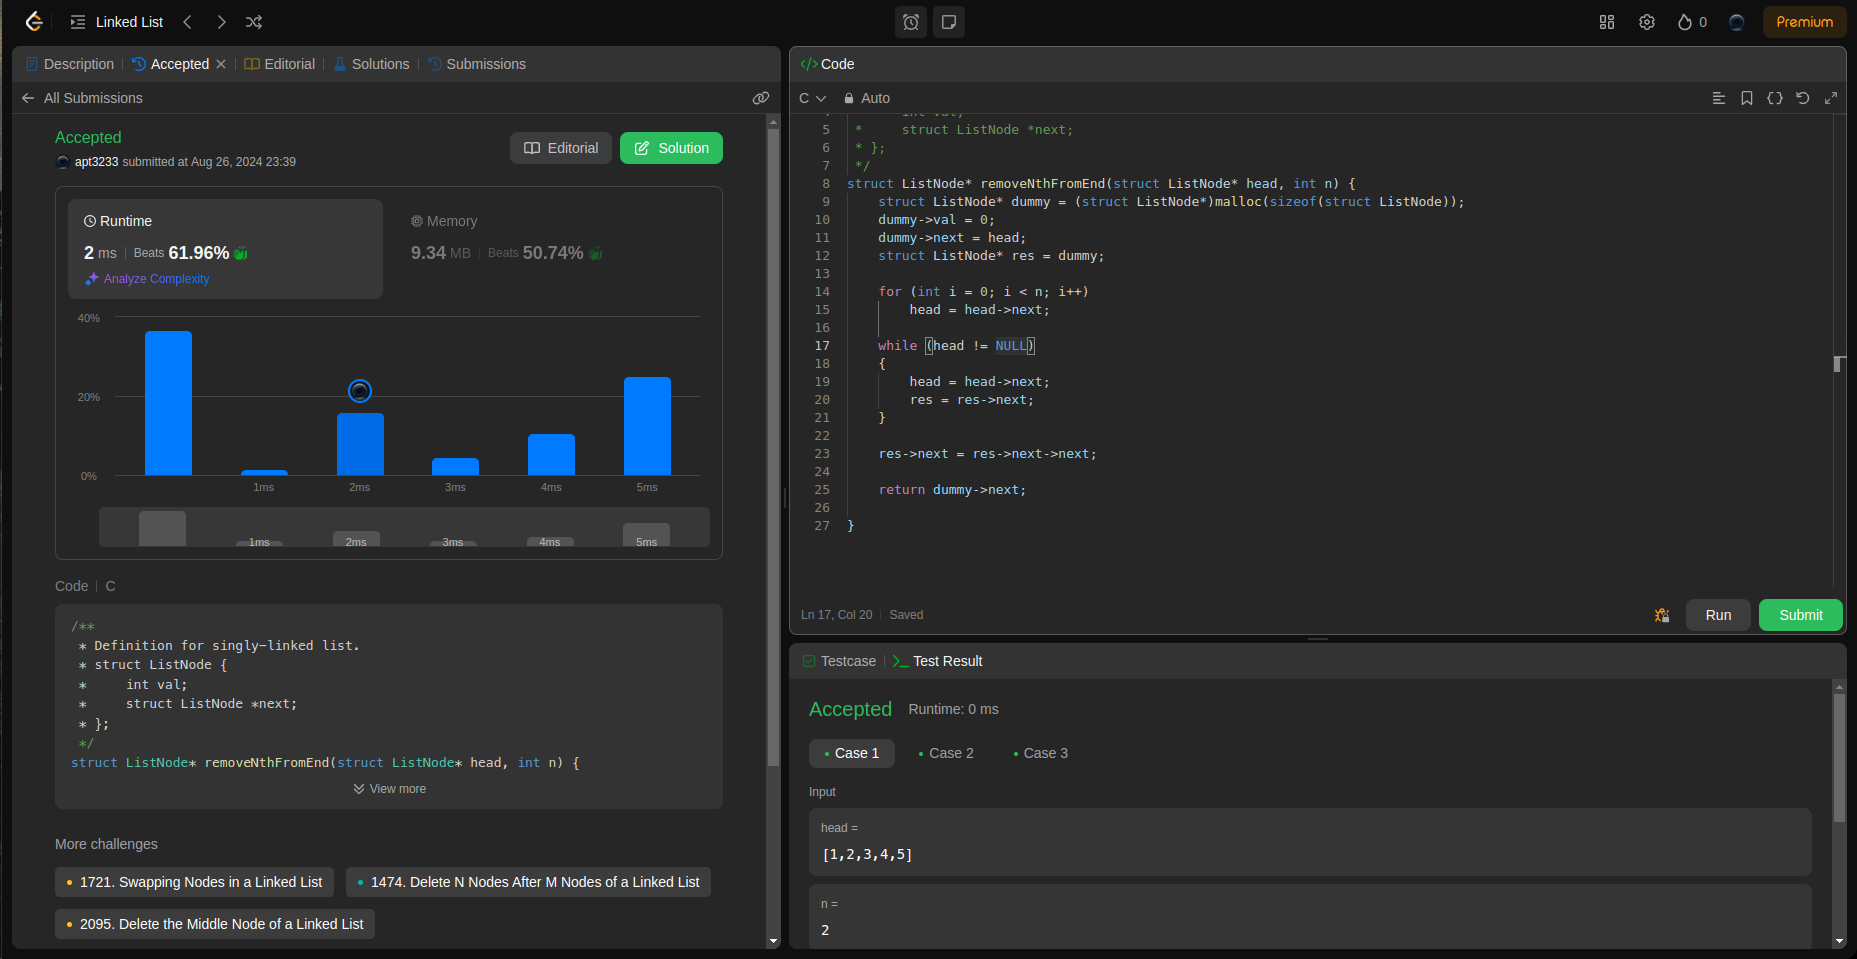 Linked List
0
Premium
Description
Accepted
Editorial
Solutions
Submissions
All Submissions
Accepted
apt3233 submitted at Aug 26, 2024 23:39
Editorial
Solution
Runtime
2 ms | Beats 61.96%
Analyze Complexity
Memory
9.34 MB | Beats 50.74%
40%
20%
0%
1ms 2ms 3ms 4ms 5ms
1ms 2ms 3ms 4ms 5ms
Code | C
/**
 * Definition for singly-linked list.
 * struct ListNode {
 *     int val;
 *     struct ListNode *next;
 * };
 */
struct ListNode* removeNthFromEnd(struct ListNode* head, int n) {
View more
More challenges
1721. Swapping Nodes in a Linked List
1474. Delete N Nodes After M Nodes of a Linked List
2095. Delete the Middle Node of a Linked List
Code
C
Auto
4 int val;
5  *     struct ListNode *next;
6  * };
7  */
8 struct ListNode* removeNthFromEnd(struct ListNode* head, int n) {
9     struct ListNode* dummy = (struct ListNode*)malloc(sizeof(struct ListNode));
10     dummy->val = 0;
11     dummy->next = head;
12     struct ListNode* res = dummy;
13
14     for (int i = 0; i < n; i++)
15         head = head->next;
16
17     while (head != NULL)
18     {
19         head = head->next;
20         res = res->next;
21     }
22
23     res->next = res->next->next;
24
25     return dummy->next;
26
27 }
Ln 17, Col 20 | Saved
Run
Submit
Testcase
Test Result
Accepted
Runtime: 0 ms
Case 1
Case 2
Case 3
Input
head =
[1,2,3,4,5]
n =
2